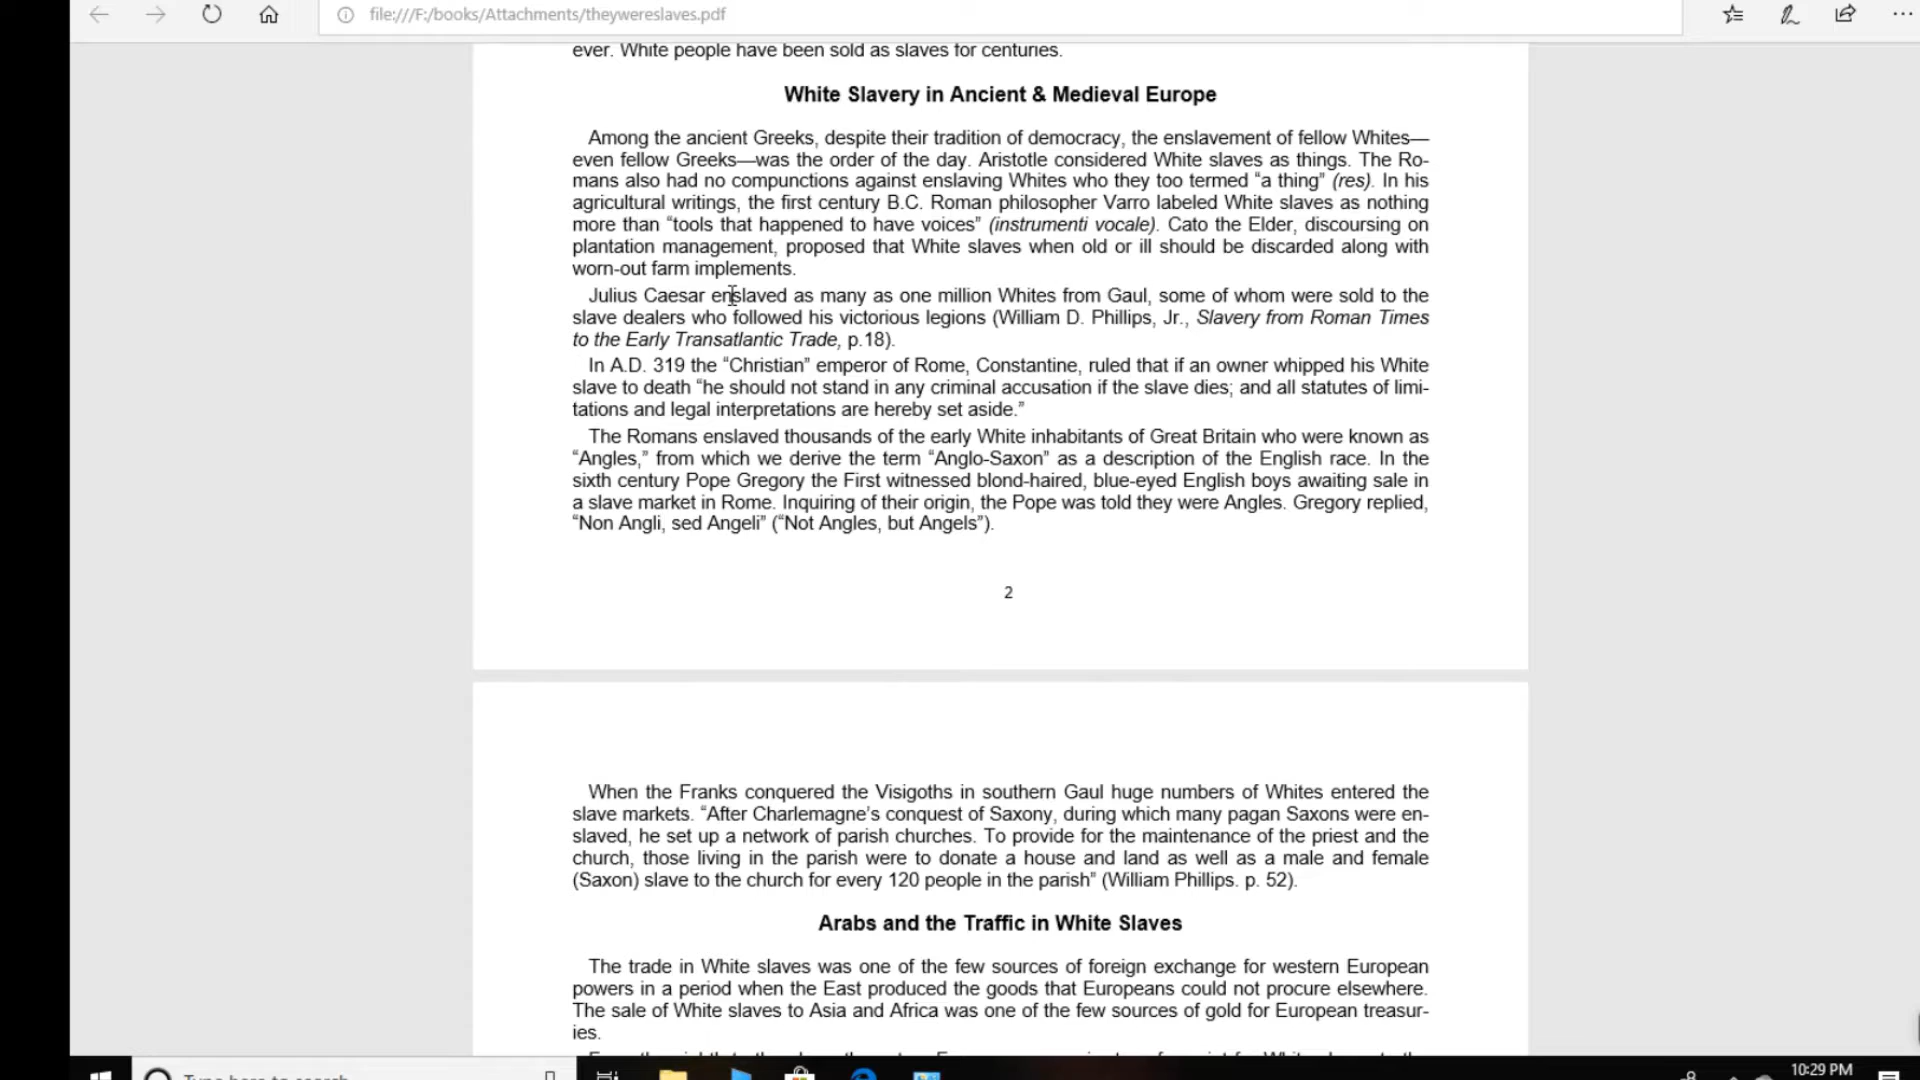 file:///F:/books/Attachments/theywereslaves.pdf
ever. White people have been sold as slaves for centuries.
White Slavery in Ancient & Medieval Europe
Among the ancient Greeks, despite their tradition of democracy, the enslavement of fellow Whites—
even fellow Greeks—was the order of the day. Aristotle considered White slaves as things. The Ro-
mans also had no compunctions against enslaving Whites who they too termed “a thing” (res). In his
agricultural writings, the first century B.C. Roman philosopher Varro labeled White slaves as nothing
more than “tools that happened to have voices” (instrumenti vocale). Cato the Elder, discoursing on
plantation management, proposed that White slaves when old or ill should be discarded along with
worn-out farm implements.
Julius Caesar enslaved as many as one million Whites from Gaul, some of whom were sold to the
slave dealers who followed his victorious legions (William D. Phillips, Jr., Slavery from Roman Times
to the Early Transatlantic Trade, p.18).
In A.D. 319 the “Christian” emperor of Rome, Constantine, ruled that if an owner whipped his White
slave to death “he should not stand in any criminal accusation if the slave dies; and all statutes of limi-
tations and legal interpretations are hereby set aside.”
The Romans enslaved thousands of the early White inhabitants of Great Britain who were known as
“Angles,” from which we derive the term “Anglo-Saxon” as a description of the English race. In the
sixth century Pope Gregory the First witnessed blond-haired, blue-eyed English boys awaiting sale in
a slave market in Rome. Inquiring of their origin, the Pope was told they were Angles. Gregory replied,
“Non Angli, sed Angeli” (“Not Angles, but Angels”).
2
When the Franks conquered the Visigoths in southern Gaul huge numbers of Whites entered the
slave markets. “After Charlemagne’s conquest of Saxony, during which many pagan Saxons were en-
slaved, he set up a network of parish churches. To provide for the maintenance of the priest and the
church, those living in the parish were to donate a house and land as well as a male and female
(Saxon) slave to the church for every 120 people in the parish” (William Phillips. p. 52).
Arabs and the Traffic in White Slaves
The trade in White slaves was one of the few sources of foreign exchange for western European
powers in a period when the East produced the goods that Europeans could not procure elsewhere.
The sale of White slaves to Asia and Africa was one of the few sources of gold for European treasur-
ies.
Type here to search
10:29 PM